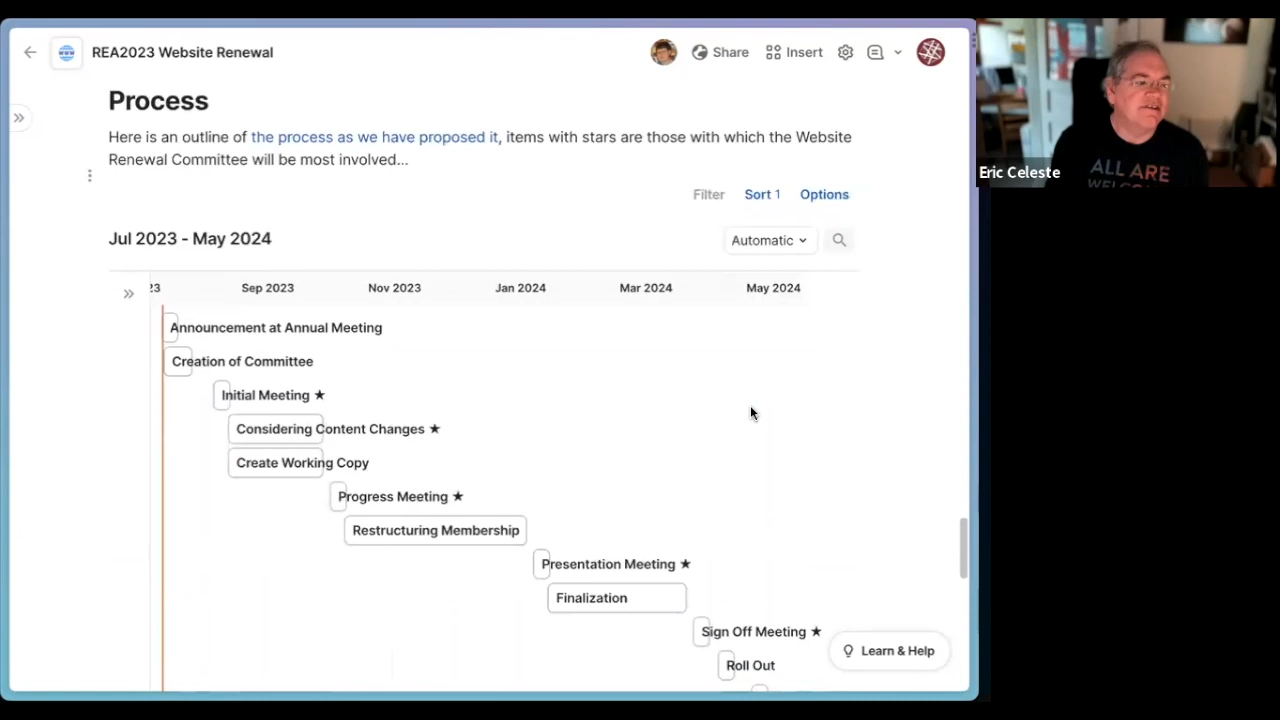 REA2023 Website Renewal
Share
Insert
Process
Here is an outline of the process as we have proposed it, items with stars are those with which the Website
Renewal Committee will be most involved...
Filter
Sort 1
Options
Jul 2023 - May 2024
Automatic
23
Sep 2023
Nov 2023
Jan 2024
Mar 2024
May 2024
Announcement at Annual Meeting
Creation of Committee
Initial Meeting ★
Considering Content Changes ★
Create Working Copy
Progress Meeting ★
Restructuring Membership
Presentation Meeting ★
Finalization
Sign Off Meeting ★
Roll Out
Learn & Help
Eric Celeste
ALL ARE